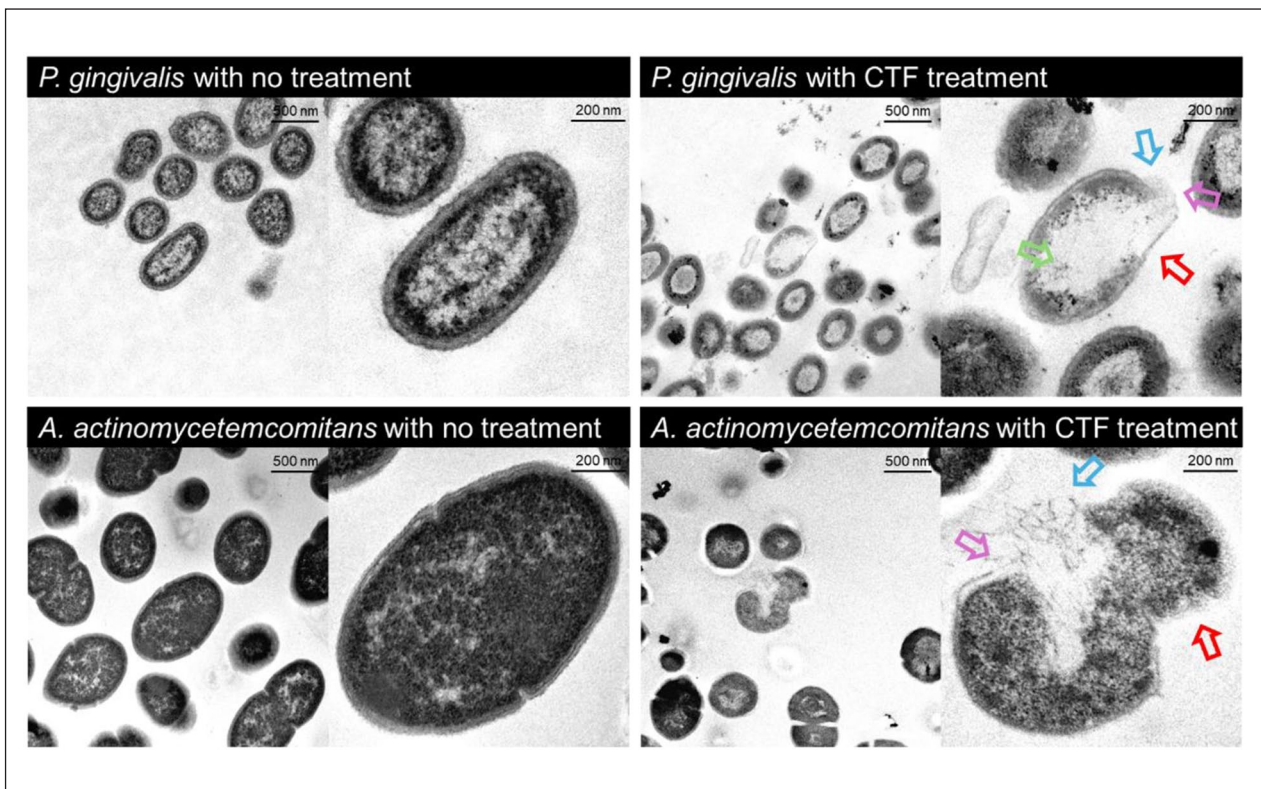 P. gingivalis with no treatment
500 nm
200 nm
P. gingivalis with CTF treatment
500 nm
200 nm
A. actinomycetemcomitans with no treatment
500 nm
200 nm
A. actinomycetemcomitans with CTF treatment
500 nm
200 nm